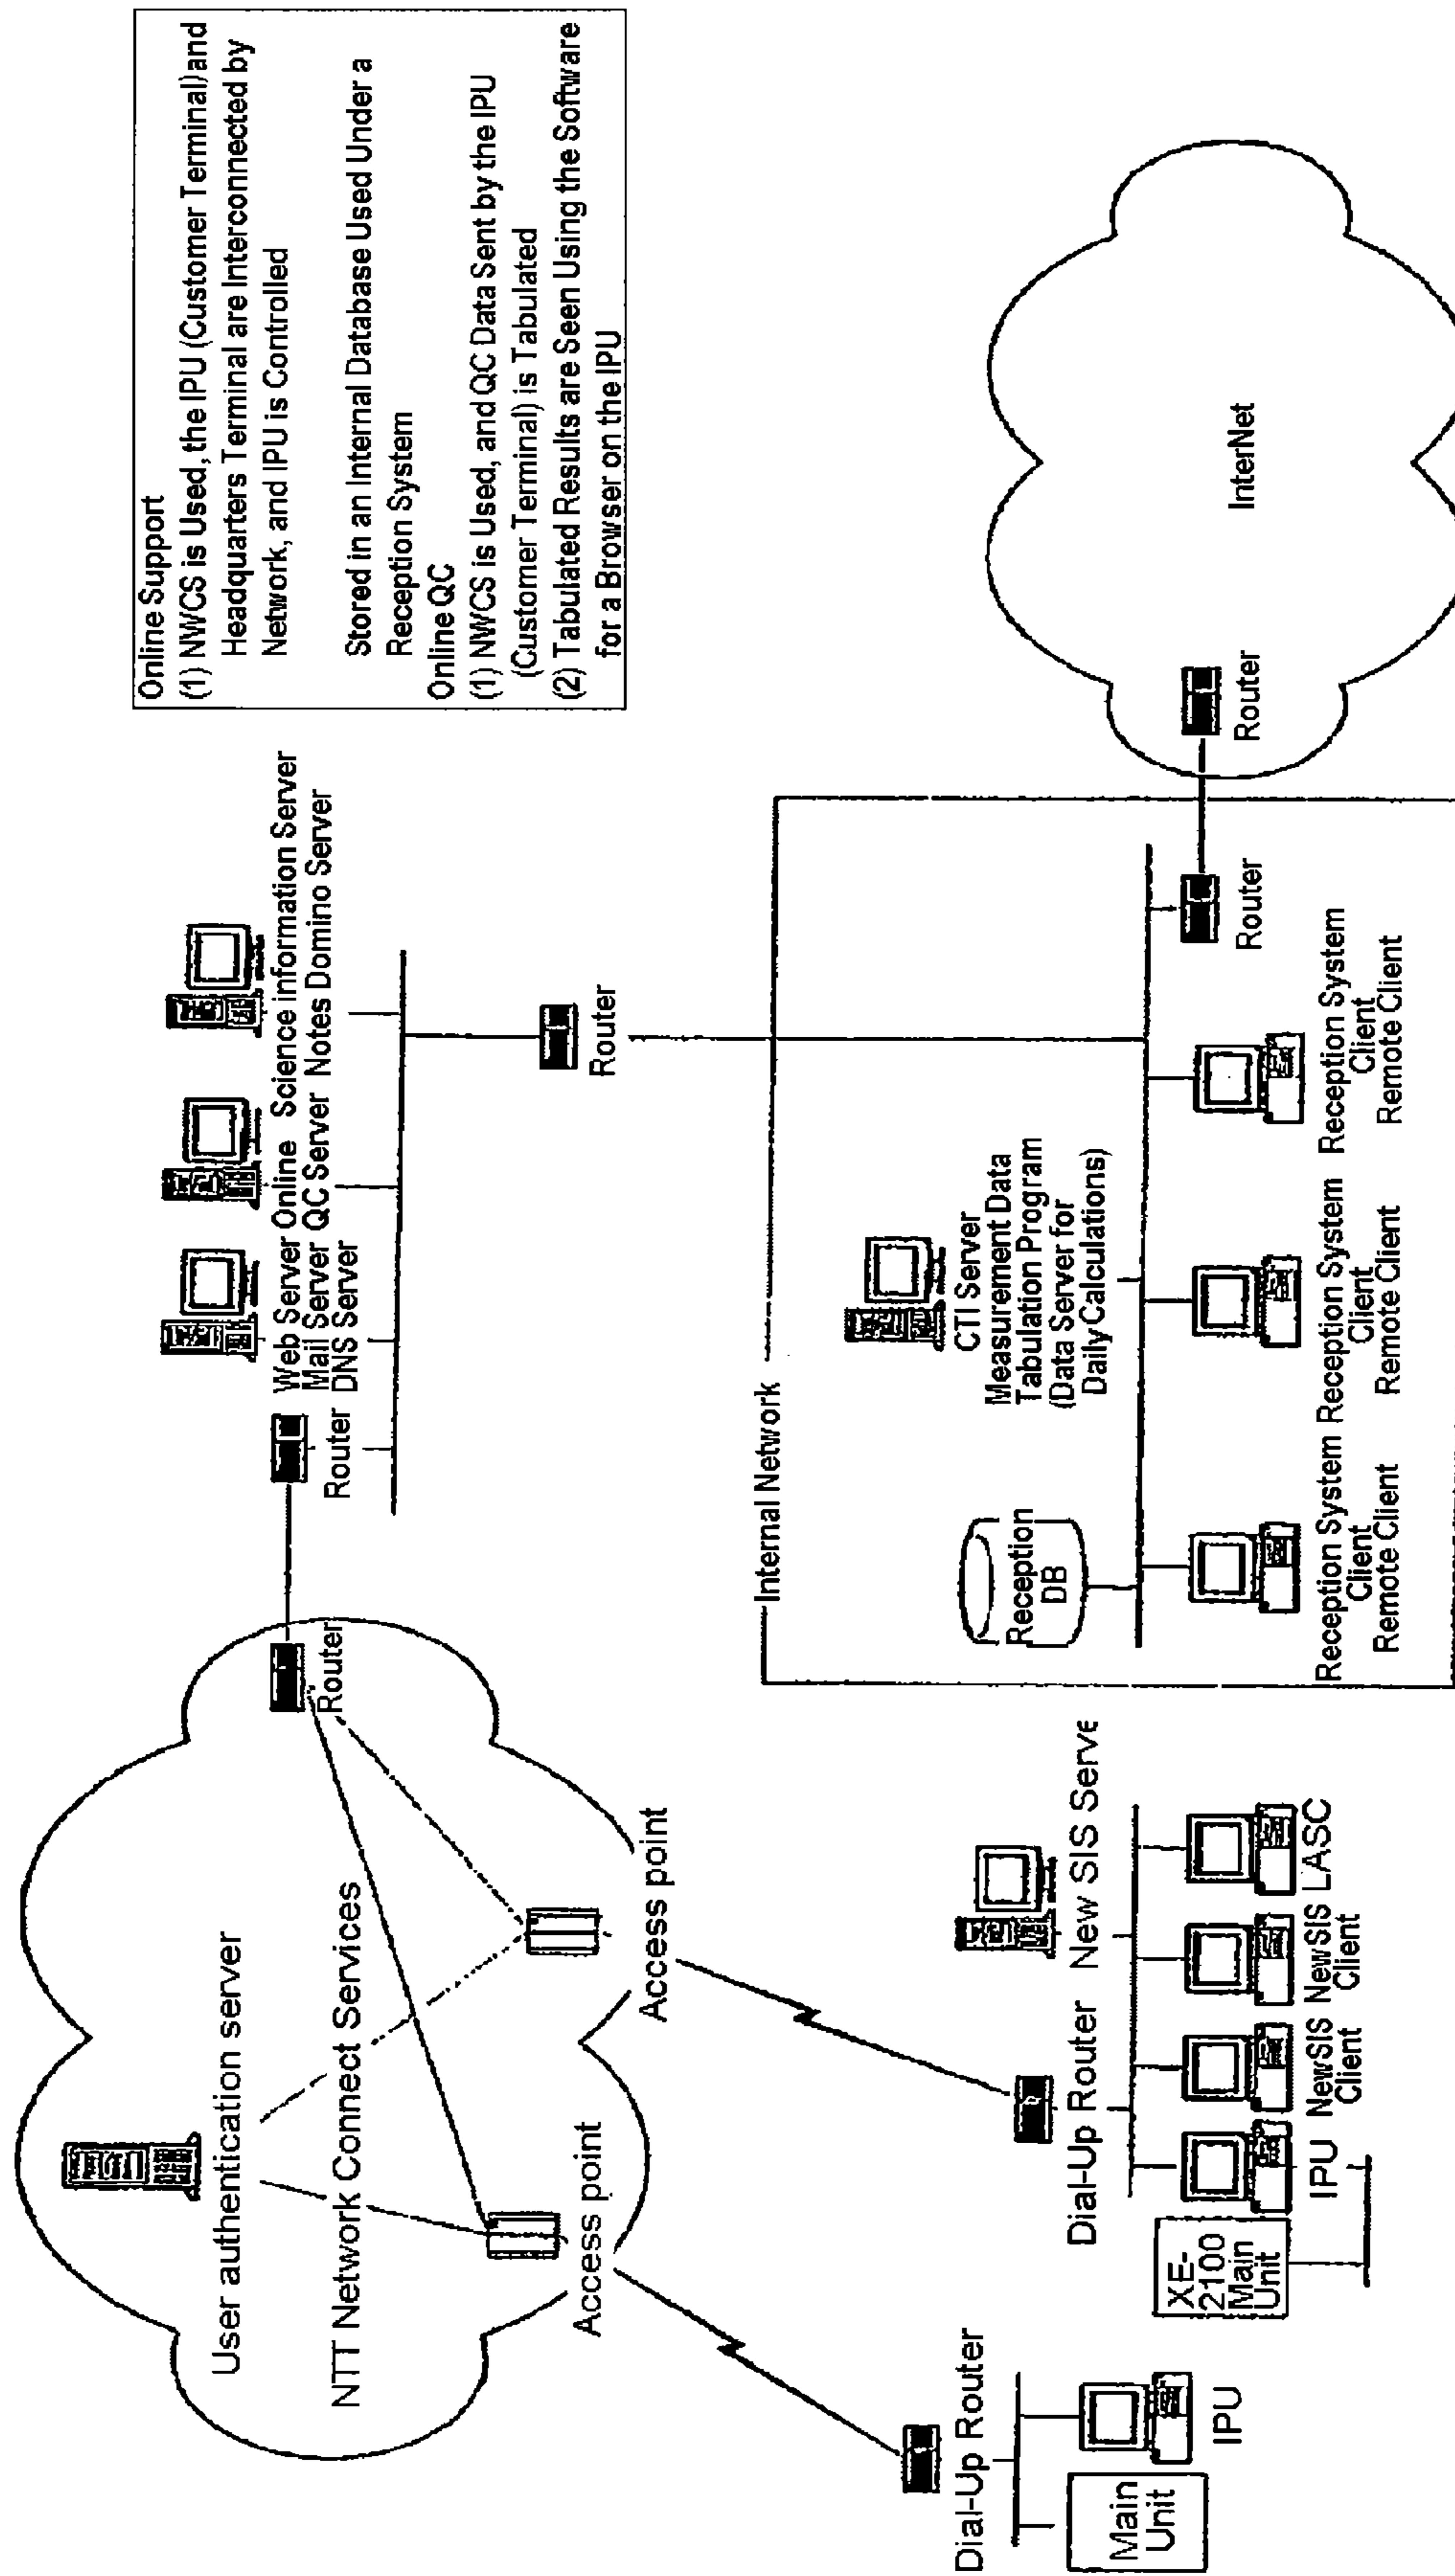 User authentication server
NTT Network Connect Services
Router
Access point
Access point
Router
Web Server
Mail Server
DNS Server
Online
QC Server
Science information Server
Notes Domino Server
Router
Online Support
(1) NWCS is Used, the IPU (Customer Terminal) and
Headquarters Terminal are Interconnected by
Network, and IPU is Controlled
Stored in an Internal Database Used Under a
Reception System
Online QC
(1) NWCS is Used, and QC Data Sent by the IPU
(Customer Terminal) is Tabulated
(2) Tabulated Results are Seen Using the Software
for a Browser on the IPU
Dial-Up Router
Main
Unit
IPU
Dial-Up Router
New SIS Serve
XE-
2100
Main
Unit
IPU
NewSIS
Client
NewSIS
Client
LASC
Internal Network
Reception
DB
CTI Server
Measurement Data
Tabulation Program
(Data Server for
Daily Calculations)
Reception System
Client
Remote Client
Reception System
Client
Remote Client
Reception System
Client
Remote Client
Router
Router
InterNet